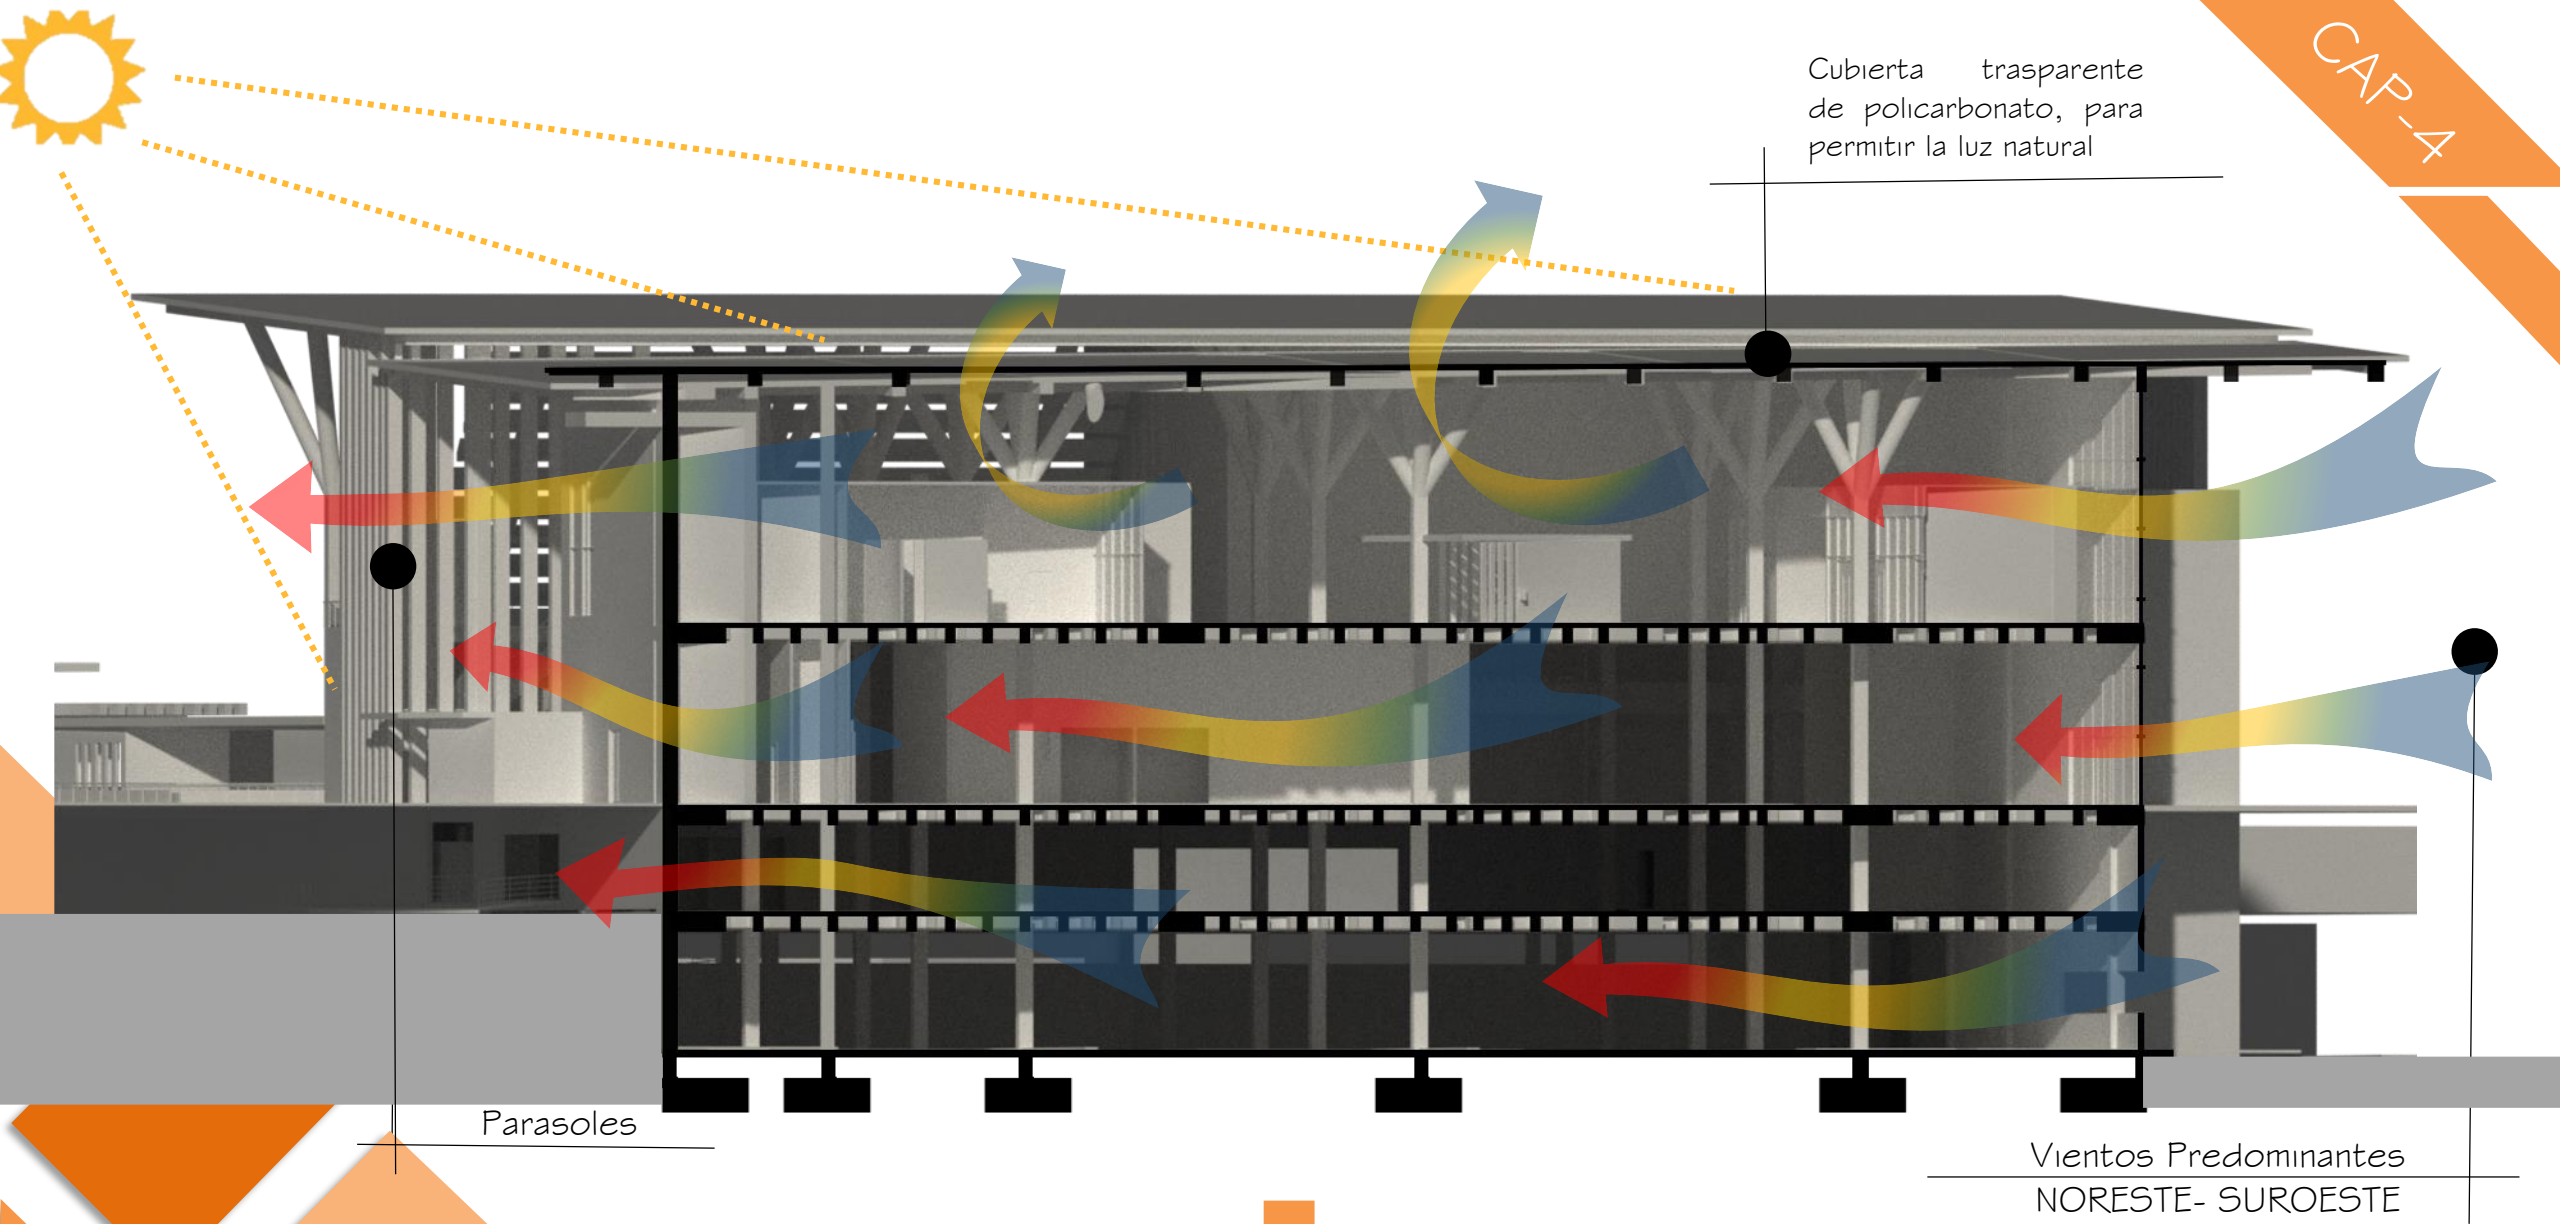 CAP-4
Cubierta trasparente
de policarbonato, para
permitir la luz natural
Parasoles
Vientos Predominantes
NORESTE- SUROESTE